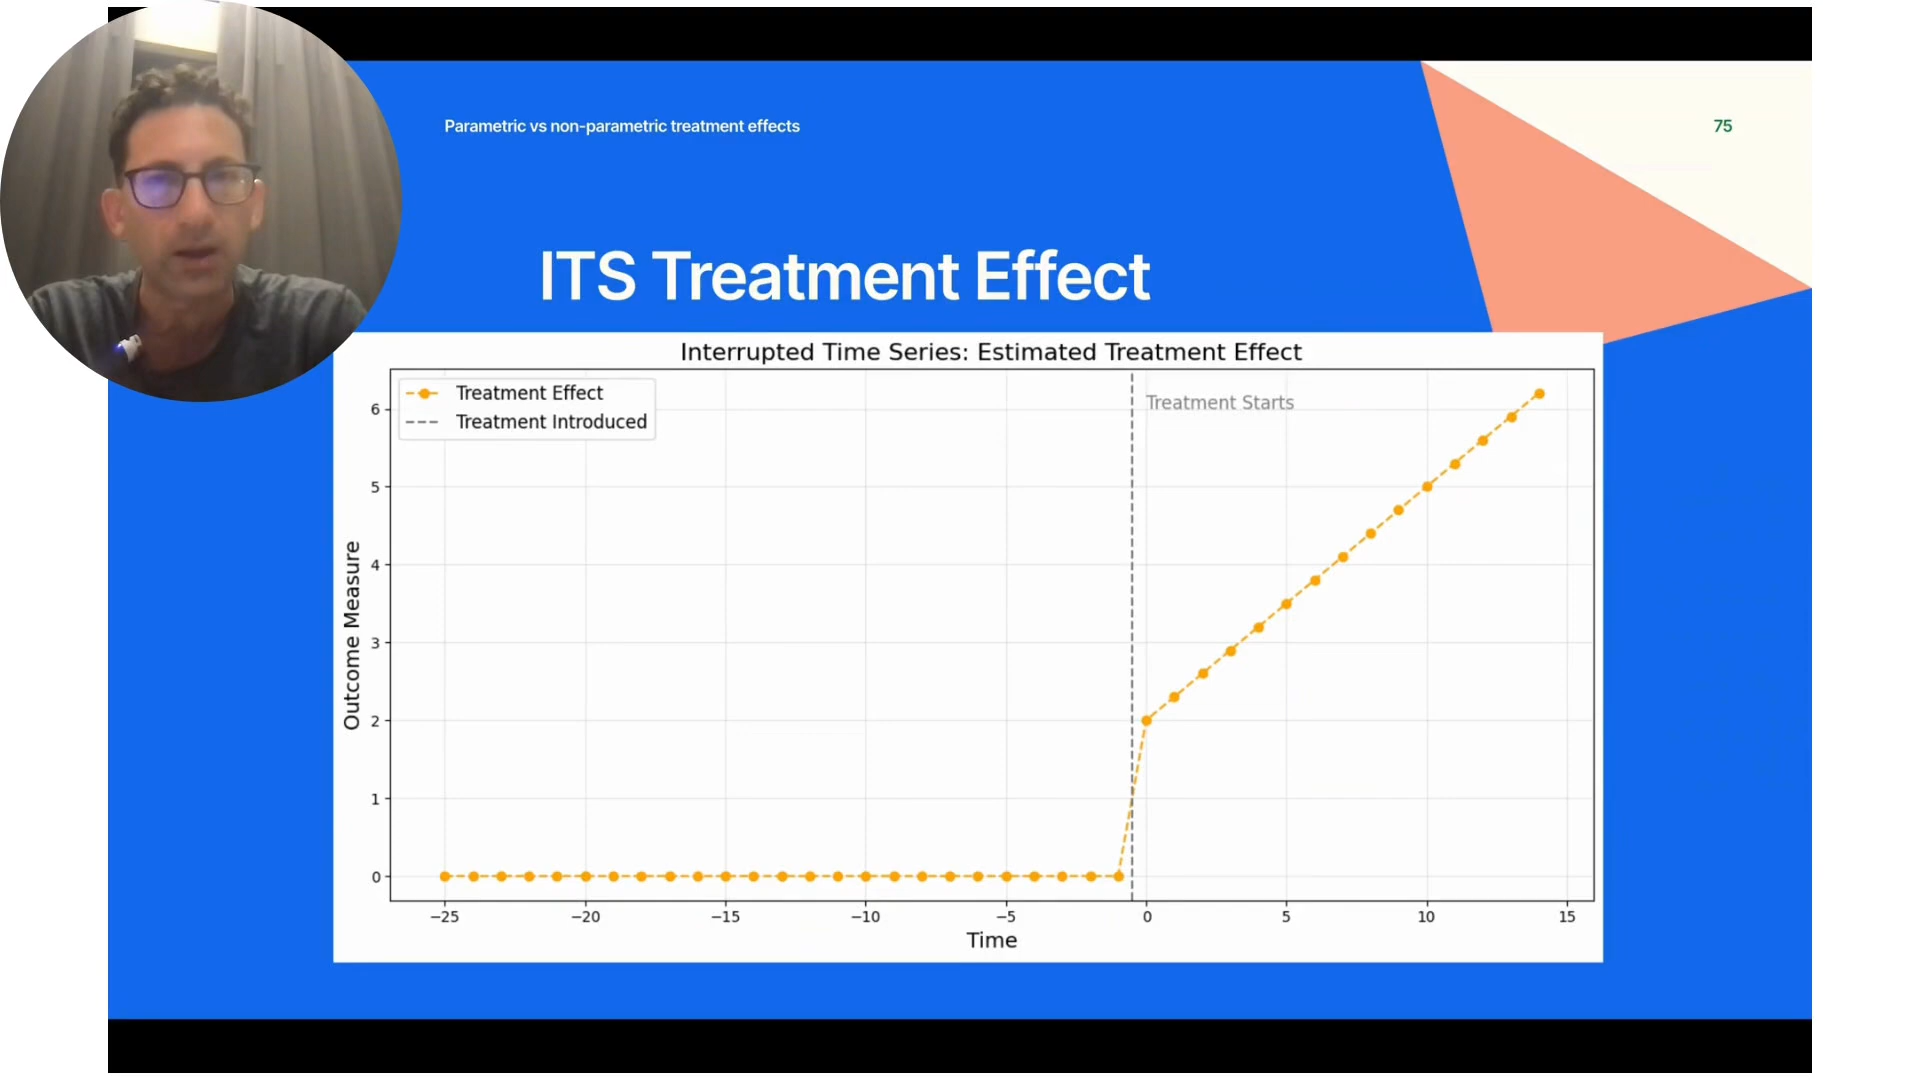 Parametric vs non-parametric treatment effects
75
ITS Treatment Effect
Interrupted Time Series: Estimated Treatment Effect
Treatment Effect
Treatment Introduced
Treatment Starts
6
5
4
3
2
1
0
Outcome Measure
−25
−20
−15
−10
−5
0
5
10
15
Time